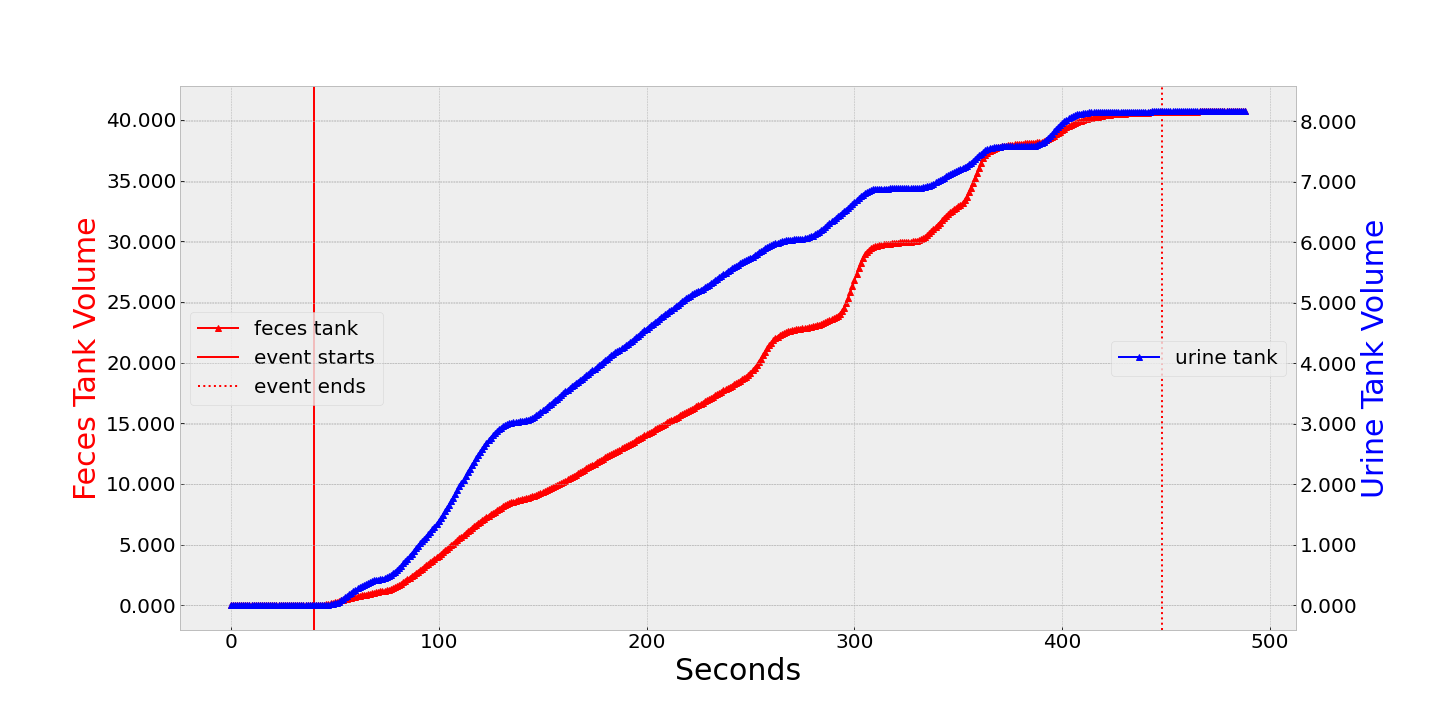 Feces Tank Volume
40.000
35.000
30.000
25.000
20.000
15.000
10.000
5.000
0.000
feces tank
event starts
event ends
urine tank
8.000
7.000
6.000
5.000
4.000
3.000
2.000
1.000
0.000
Urine Tank Volume
0 100 200 300 400 500
Seconds